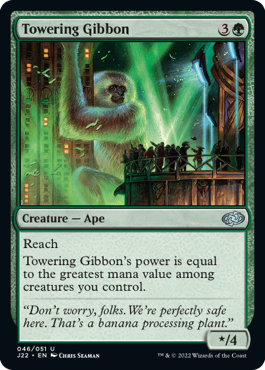 Towering Gibbon 3
Creature — Ape
Reach
Towering Gibbon's power is equal
to the greatest mana value among
creatures you control.
“Don't worry, folks. We're perfectly safe
here. That's a banana processing plant.”
*/4
046/051 U
J22 • EN Chris Seaman
™ & © 2022 Wizards of the Coast